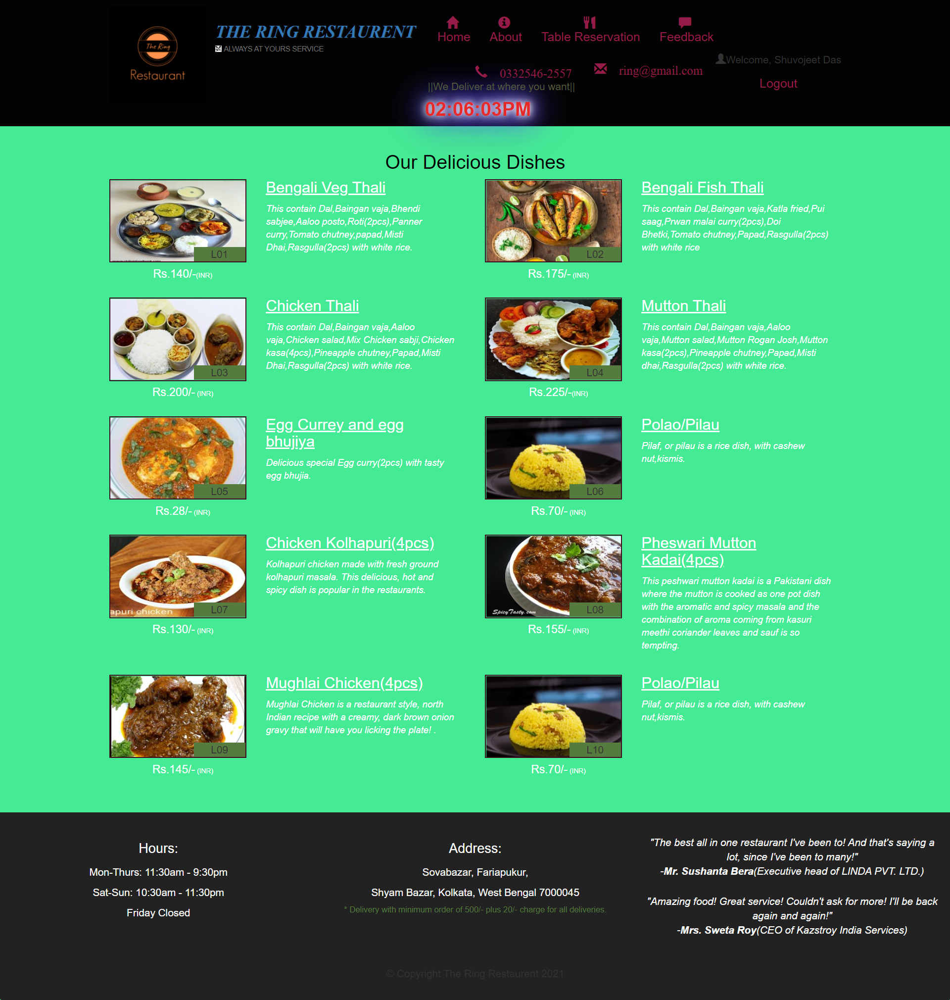 The Ring
Restaurant
THE RING RESTAURENT
ALWAYS AT YOURS SERVICE
Home
About
Table Reservation
Feedback
0332546-2557
ring@gmail.com
||We Deliver at where you want||
02:06:03PM
Welcome, Shuvojeet Das
Logout
Our Delicious Dishes
L01
Rs.140/-(INR)
Bengali Veg Thali
This contain Dal,Baingan vaja,Bhendi
sabjee,Aaloo posto,Roti(2pcs),Panner
curry,Tomato chutney,papad,Misti
Dhai,Rasgulla(2pcs) with white rice.
L02
Rs.175/- (INR)
Bengali Fish Thali
This contain Dal,Baingan vaja,Katla fried,Pui
saag,Prwan malai curry(2pcs),Doi
Bhetki,Tomato chutney,Papad,Rasgulla(2pcs)
with white rice
L03
Rs.200/- (INR)
Chicken Thali
This contain Dal,Baingan vaja,Aaloo
vaja,Chicken salad,Mix Chicken sabji,Chicken
kasa(4pcs),Pineapple chutney,Papad,Misti
Dhai,Rasgulla(2pcs) with white rice.
L04
Rs.225/-(INR)
Mutton Thali
This contain Dal,Baingan vaja,Aaloo
vaja,Mutton salad,Mutton Rogan Josh,Mutton
kasa(2pcs),Pineapple chutney,Papad,Misti
dhai,Rasgulla(2pcs) with white rice.
L05
Rs.28/- (INR)
Egg Currey and egg
bhujiya
Delicious special Egg curry(2pcs) with tasty
egg bhujia.
L06
Rs.70/- (INR)
Polao/Pilau
Pilaf, or pilau is a rice dish, with cashew
nut,kismis.
apuri chicken
L07
Rs.130/- (INR)
Chicken Kolhapuri(4pcs)
Kolhapuri chicken made with fresh ground
kolhapuri masala. This delicious, hot and
spicy dish is popular in the restaurants.
SpicyTasty.com
L08
Rs.155/- (INR)
Pheswari Mutton
Kadai(4pcs)
This peshwari mutton kadai is a Pakistani dish
where the mutton is cooked as one pot dish
with the aromatic and spicy masala and the
combination of aroma coming from kasuri
meethi coriander leaves and sauf is so
tempting.
L09
Rs.145/- (INR)
Mughlai Chicken(4pcs)
Mughlai Chicken is a restaurant style, north
Indian recipe with a creamy, dark brown onion
gravy that will have you licking the plate! .
L10
Rs.70/- (INR)
Polao/Pilau
Pilaf, or pilau is a rice dish, with cashew
nut,kismis.
Hours:
Mon-Thurs: 11:30am - 9:30pm
Sat-Sun: 10:30am - 11:30pm
Friday Closed
Address:
Sovabazar, Fariapukur,
Shyam Bazar, Kolkata, West Bengal 7000045
* Delivery with minimum order of 500/- plus 20/- charge for all deliveries.
"The best all in one restaurant I've been to! And that's saying a
lot, since I've been to many!"
-Mr. Sushanta Bera(Executive head of LINDA PVT. LTD.)
"Amazing food! Great service! Couldn't ask for more! I'll be back
again and again!"
-Mrs. Sweta Roy(CEO of Kazstroy India Services)
© Copyright The Ring Restaurent 2021